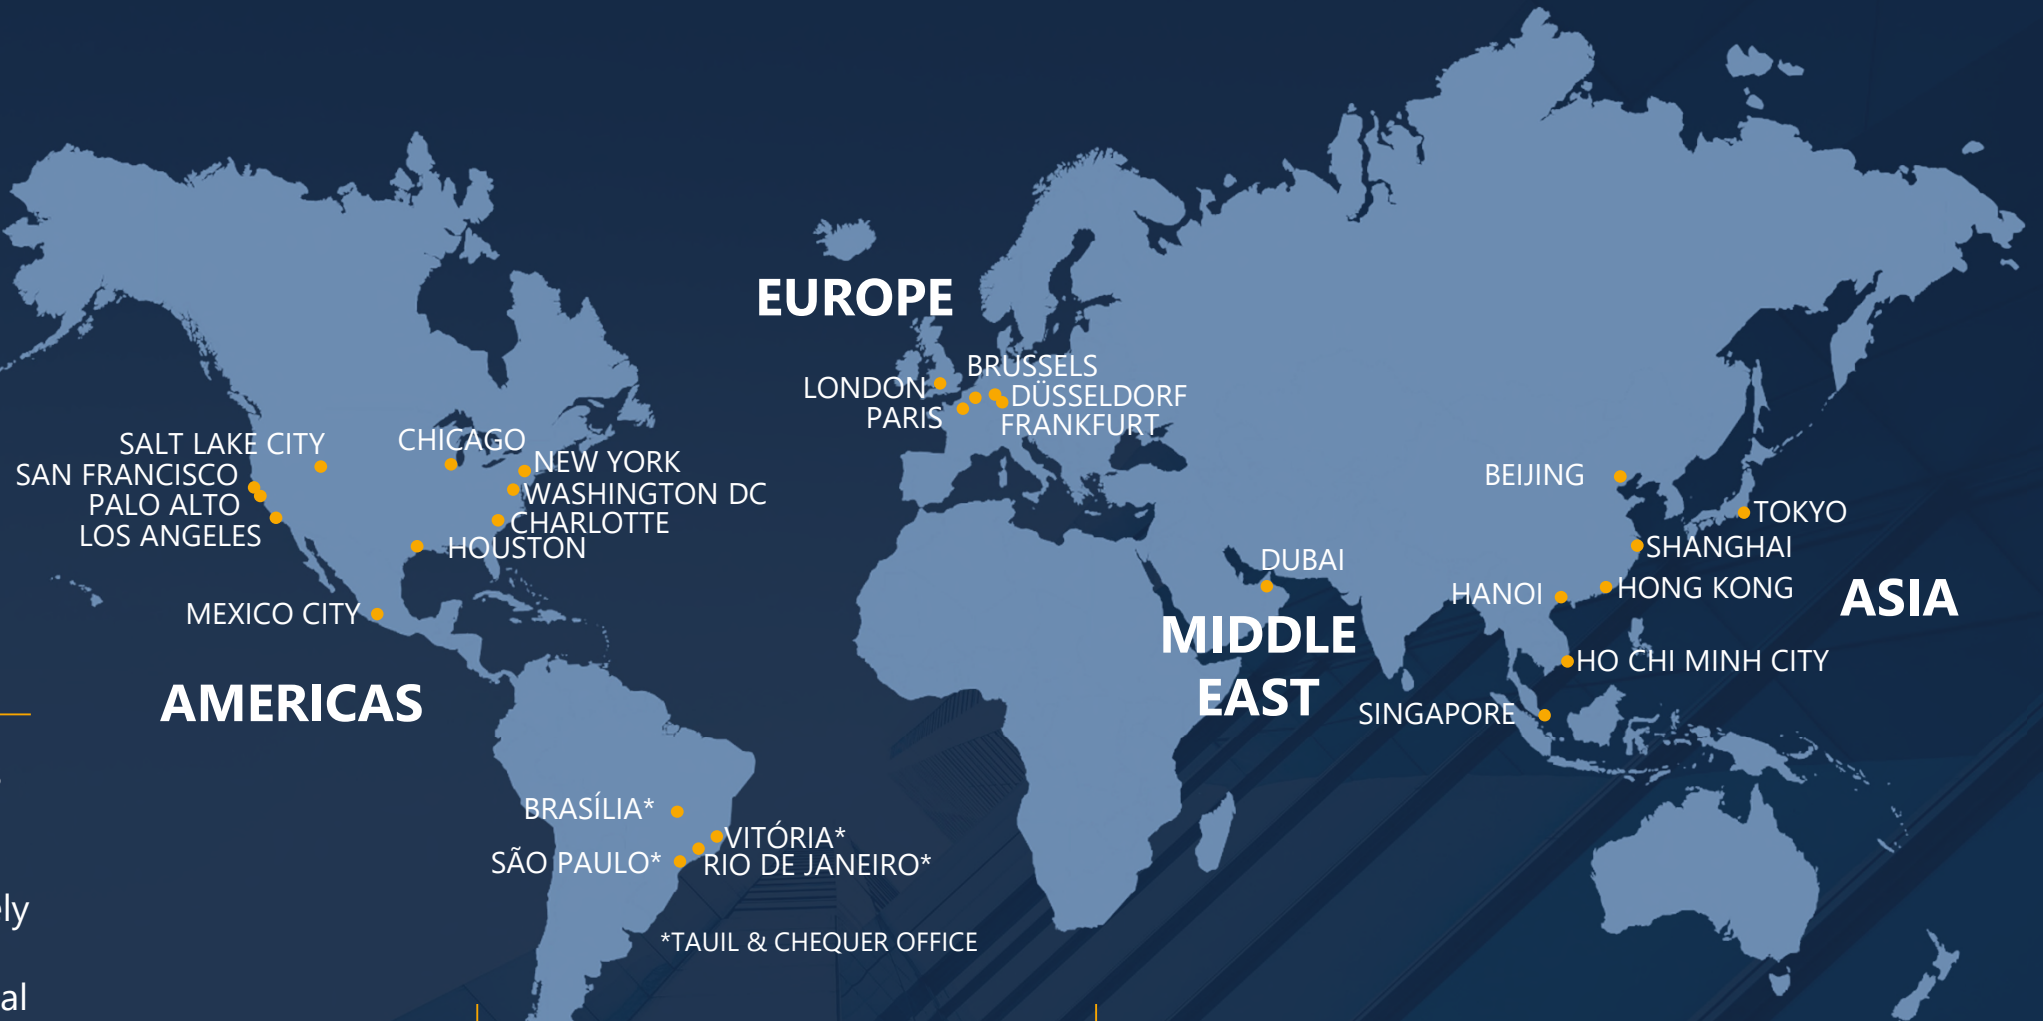 EUROPE
BRUSSELS
LONDON
DÜSSELDORF
PARIS
FRANKFURT
SALT LAKE CITY
CHICAGO
SAN FRANCISCO
NEW YORK
PALO ALTO
WASHINGTON DC
LOS ANGELES
CHARLOTTE
HOUSTON
MEXICO CITY
AMERICAS
BEIJING
TOKYO
SHANGHAI
DUBAI
HANOI
HONG KONG
ASIA
MIDDLE
EAST
HO CHI MINH CITY
SINGAPORE
BRASÍLIA*
VITÓRIA*
SÃO PAULO*
RIO DE JANEIRO*
*TAUIL & CHEQUER OFFICE